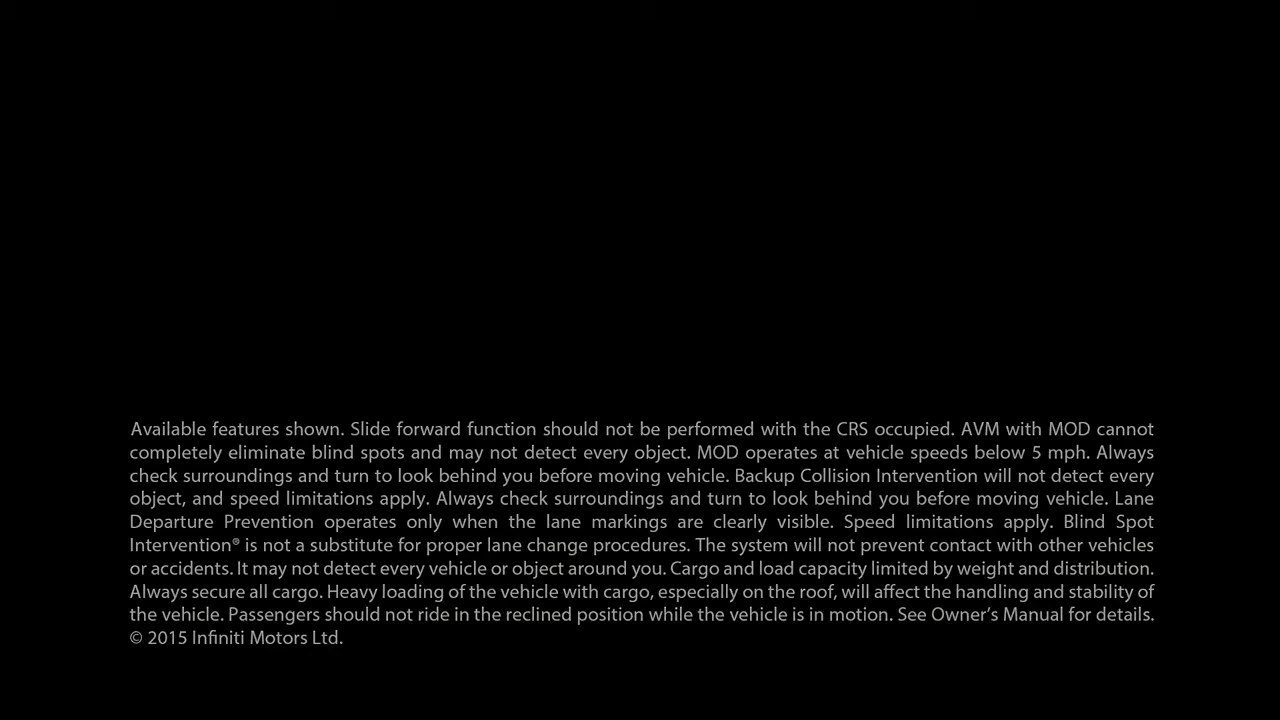 Available features shown. Slide forward function should not be performed with the CRS occupied. AVM with MOD cannot
completely eliminate blind spots and may not detect every object. MOD operates at vehicle speeds below 5 mph. Always
check surroundings and turn to look behind you before moving vehicle. Backup Collision Intervention will not detect every
object, and speed limitations apply. Always check surroundings and turn to look behind you before moving vehicle. Lane
Departure Prevention operates only when the lane markings are clearly visible. Speed limitations apply. Blind Spot
Intervention® is not a substitute for proper lane change procedures. The system will not prevent contact with other vehicles
or accidents. It may not detect every vehicle or object around you. Cargo and load capacity limited by weight and distribution.
Always secure all cargo. Heavy loading of the vehicle with cargo, especially on the roof, will affect the handling and stability of
the vehicle. Passengers should not ride in the reclined position while the vehicle is in motion. See Owner’s Manual for details.
© 2015 Infiniti Motors Ltd.